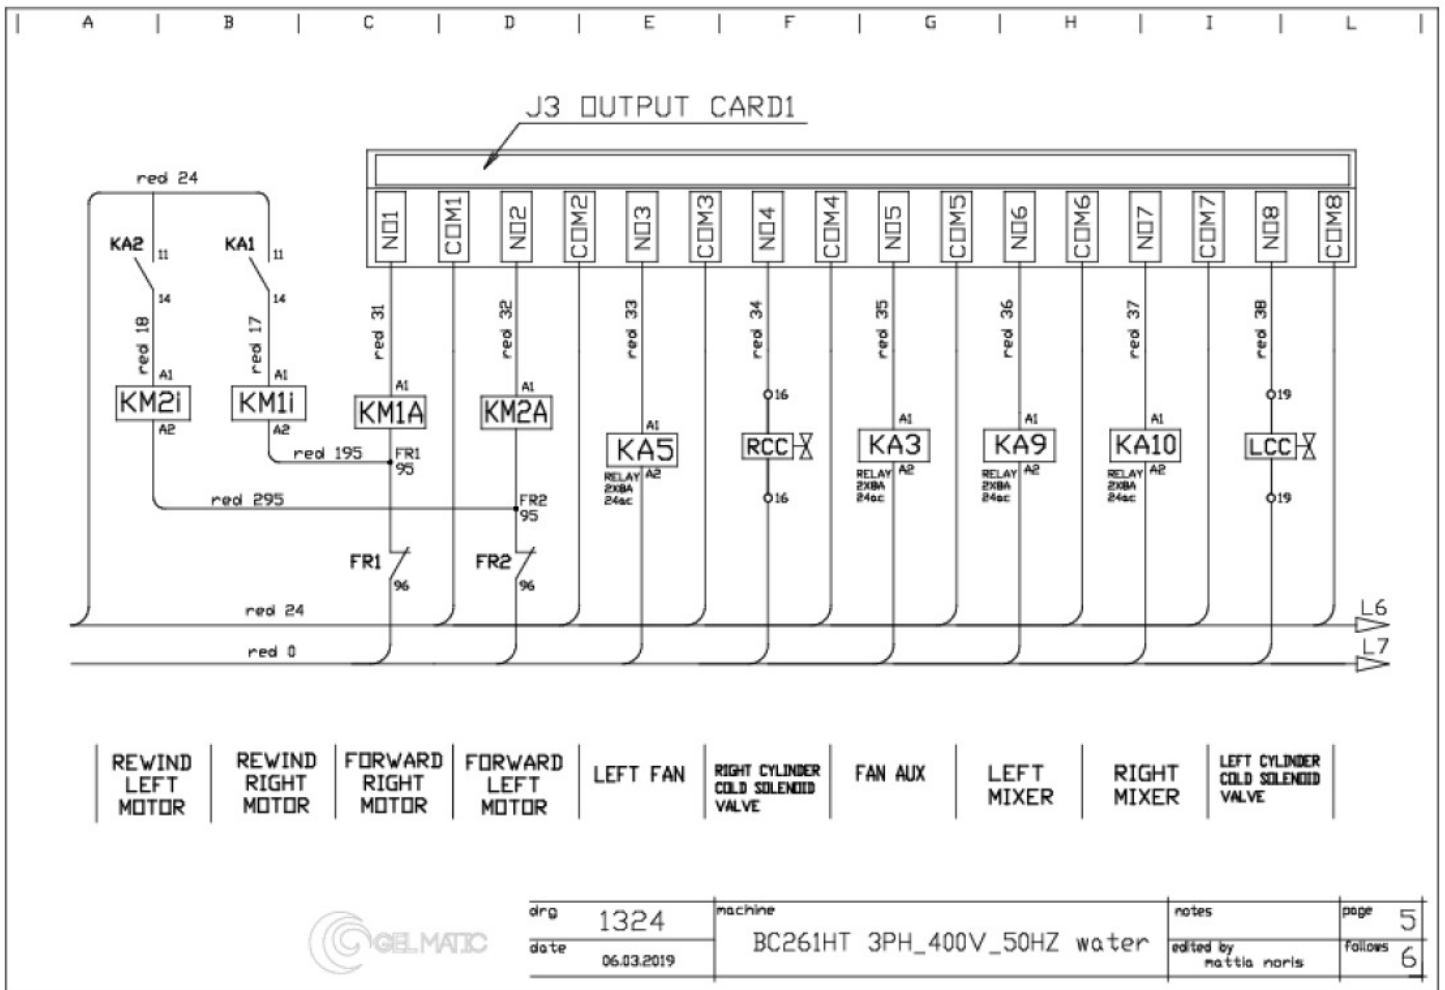 A B C D E F G H I L
J3 OUTPUT CARD1
red 24
NO1 COM1 NO2 COM2 NO3 COM3 NO4 COM4 NO5 COM5 NO6 COM6 NO7 COM7 NO8 COM8
KA2 11 KA1 11
14 14
red 18 red 17 red 31 red 32 red 33 red 34 red 35 red 36 red 37 red 38
A1 A1 A1 A1 16 19
KM2i KM1i KM1A KM2A
A2 A2
A1 A1 A1 A1
KA5 RCC KA3 KA9 KA10 LCC
A2 A2 A2 A2
red 195 FR1
95
RELAY RELAY RELAY RELAY
2X8A 2X8A 2X8A 2X8A
24ac 24ac 24ac 24ac
16 19
red 295 FR2
95
FR1 FR2
96 96
red 24 L6
red 0 L7
REWIND
LEFT
MOTOR
REWIND
RIGHT
MOTOR
FORWARD
RIGHT
MOTOR
FORWARD
LEFT
MOTOR
LEFT FAN
RIGHT CYLINDER
COLD SOLENOID
VALVE
FAN AUX
LEFT
MIXER
RIGHT
MIXER
LEFT CYLINDER
COLD SOLENOID
VALVE
GEL MATIC
drg 1324
date 06.03.2019
machine
BC261HT 3PH_400V_50HZ water
notes
edited by
mattia noris
page 5
follows 6